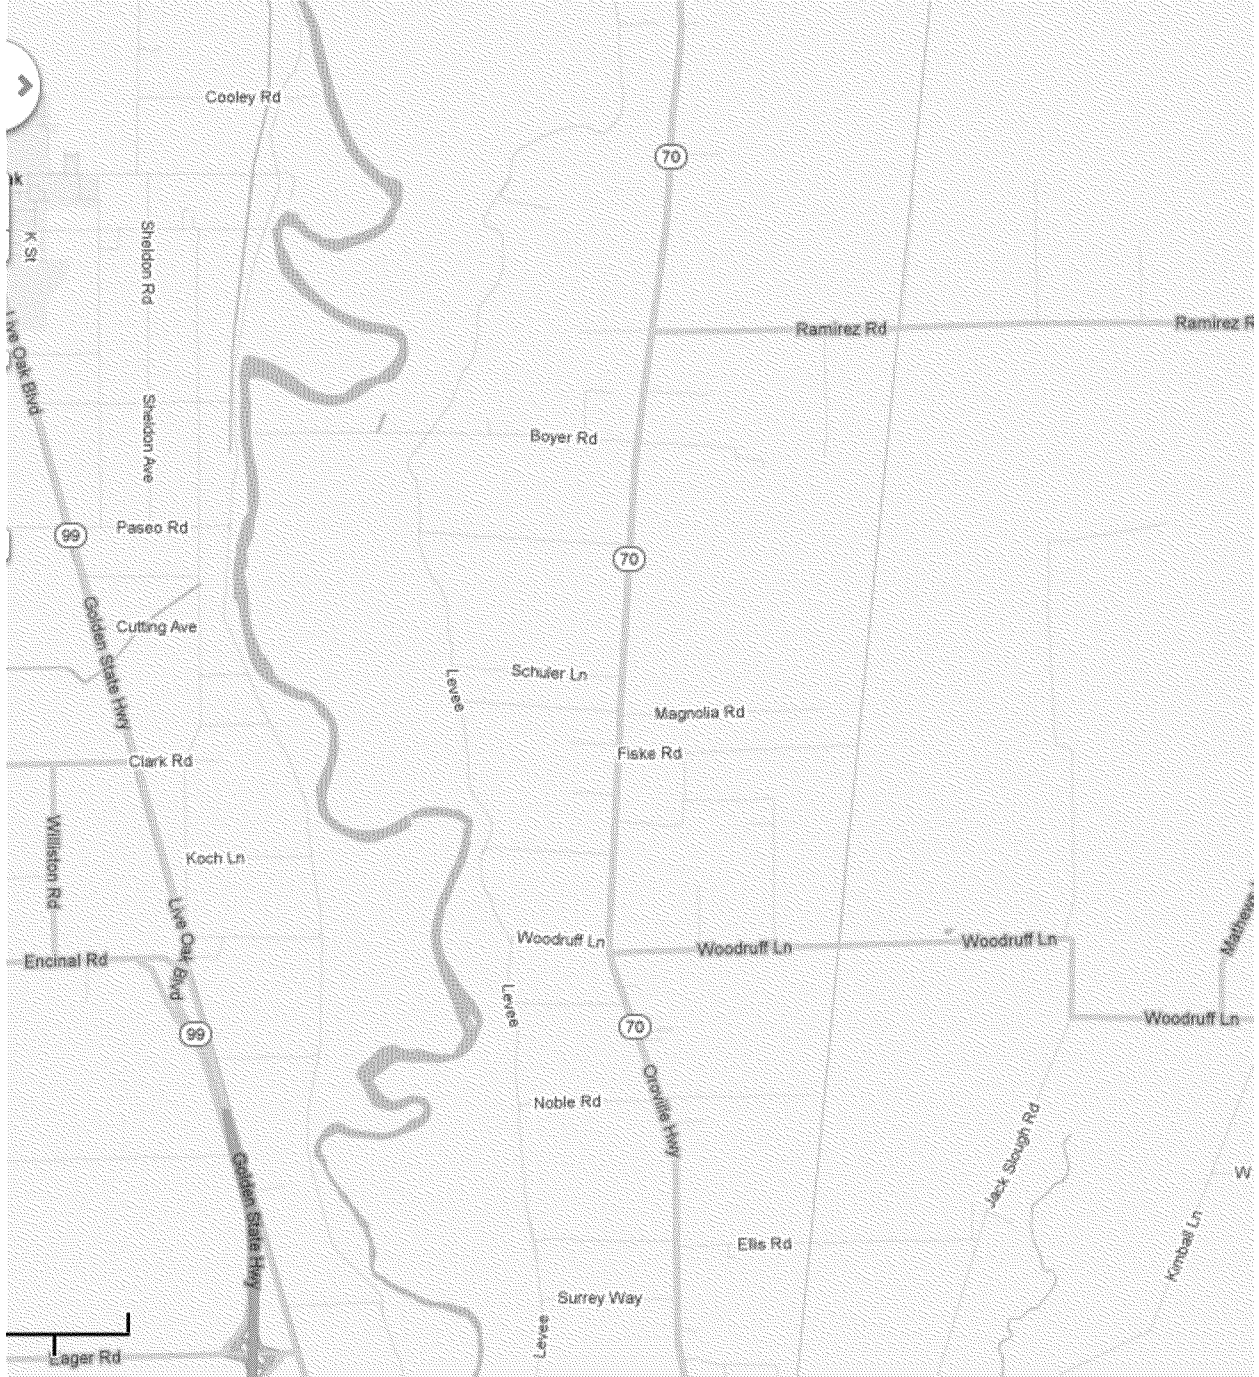 Cooley Rd
70
K St
Sheldon Rd
Live Oak Blvd
Ramirez Rd
Ramirez R
Sheldon Ave
Boyer Rd
Paseo Rd
99
70
Golden State Hwy
Cutting Ave
Levee
Schuler Ln
Magnolia Rd
Fiske Rd
Clark Rd
Williston Rd
Koch Ln
Live Oak Blvd
Woodruff Ln
Woodruff Ln
Woodruff Ln
Mathews
Encinal Rd
Levee
99
70
Woodruff Ln
Oroville Hwy
Noble Rd
Jack Slough Rd
Golden State Hwy
W
Ellis Rd
Kimball Ln
Surrey Way
Levee
Eager Rd